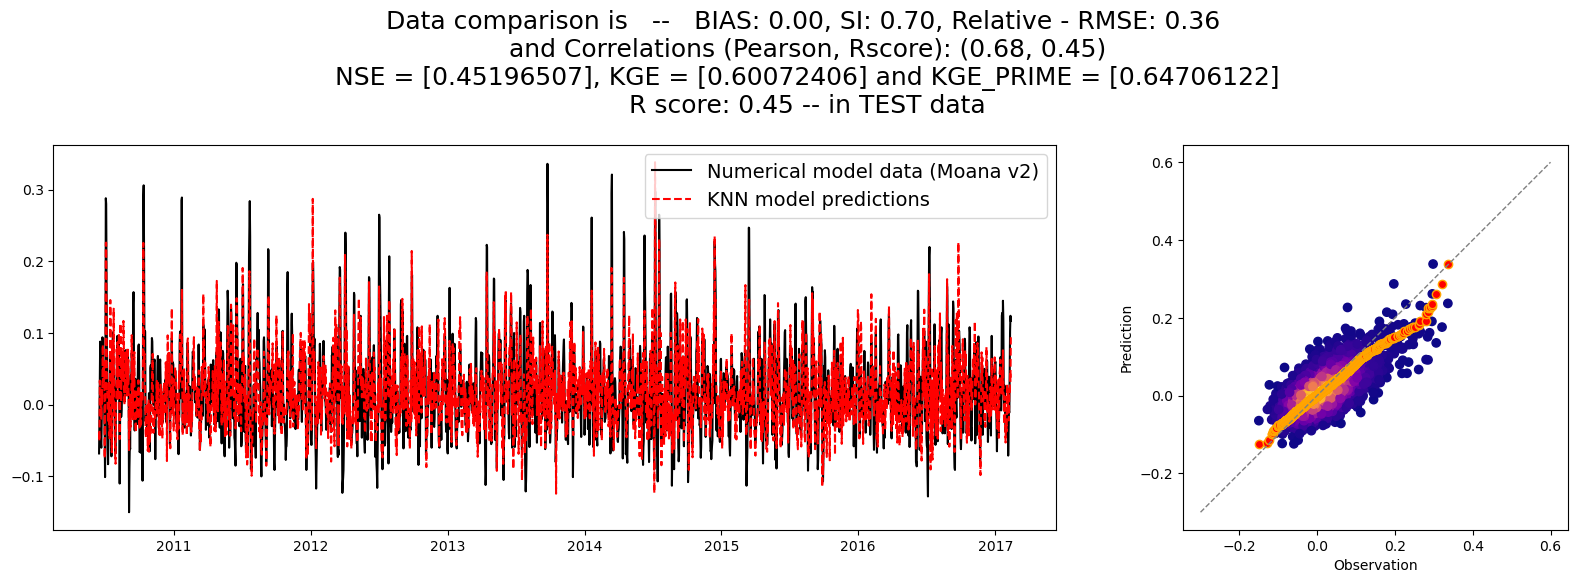 Data comparison is   --   BIAS: 0.00, SI: 0.70, Relative - RMSE: 0.36
and Correlations (Pearson, Rscore): (0.68, 0.45)
NSE = [0.45196507], KGE = [0.60072406] and KGE_PRIME = [0.64706122]
R score: 0.45 -- in TEST data
Numerical model data (Moana v2)
KNN model predictions
0.3
0.2
0.1
0.0
−0.1
2011
2012
2013
2014
2015
2016
2017
Prediction
0.6
0.4
0.2
0.0
−0.2
−0.2
0.0
0.2
0.4
0.6
Observation